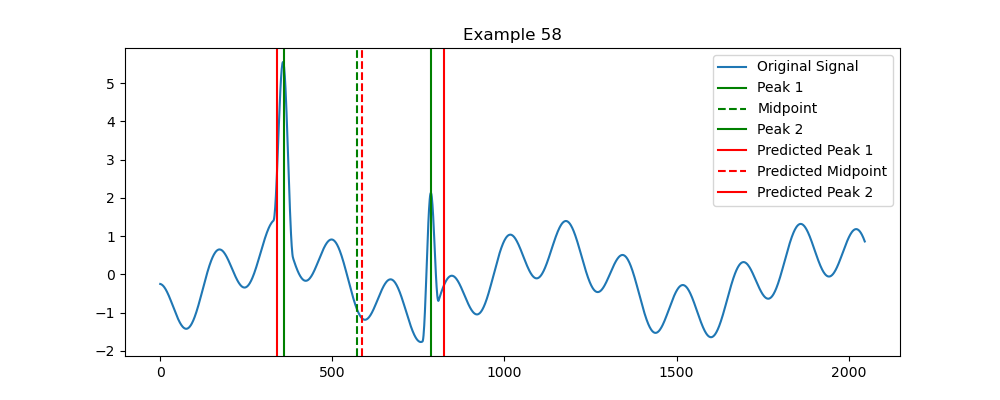 Example 58
Original Signal
Peak 1
Midpoint
Peak 2
Predicted Peak 1
Predicted Midpoint
Predicted Peak 2
5
4
3
2
1
0
−1
−2
0 500 1000 1500 2000